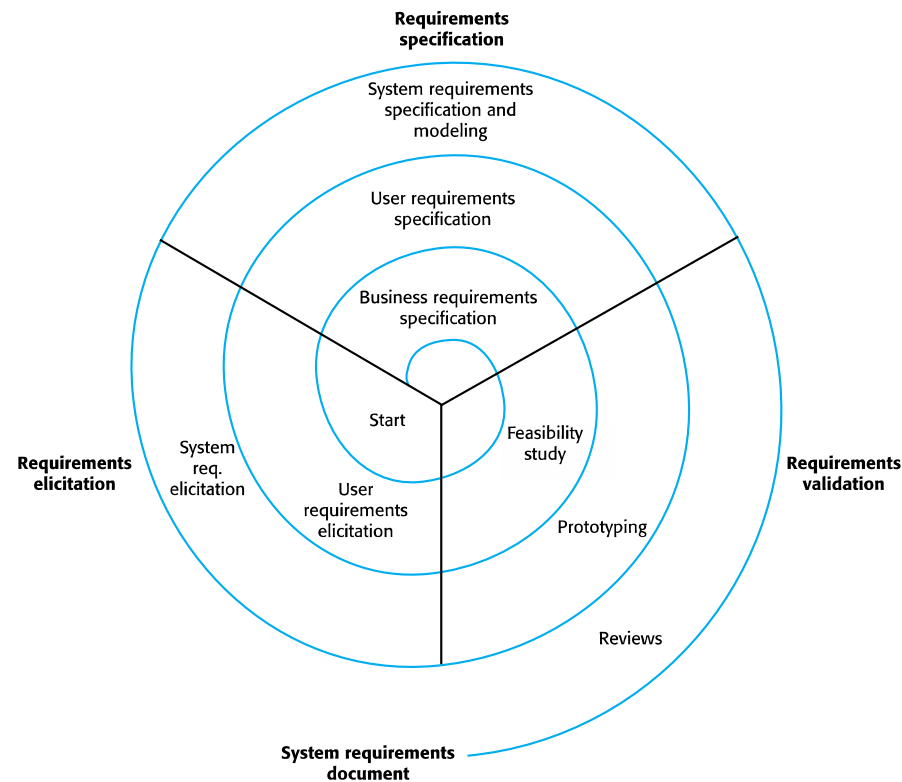 Requirements
specification
System requirements
specification and
modeling
User requirements
specification
Business requirements
specification
Start
Feasibility
study
System
req.
elicitation
Requirements
elicitation
Requirements
validation
User
requirements
elicitation
Prototyping
Reviews
System requirements
document